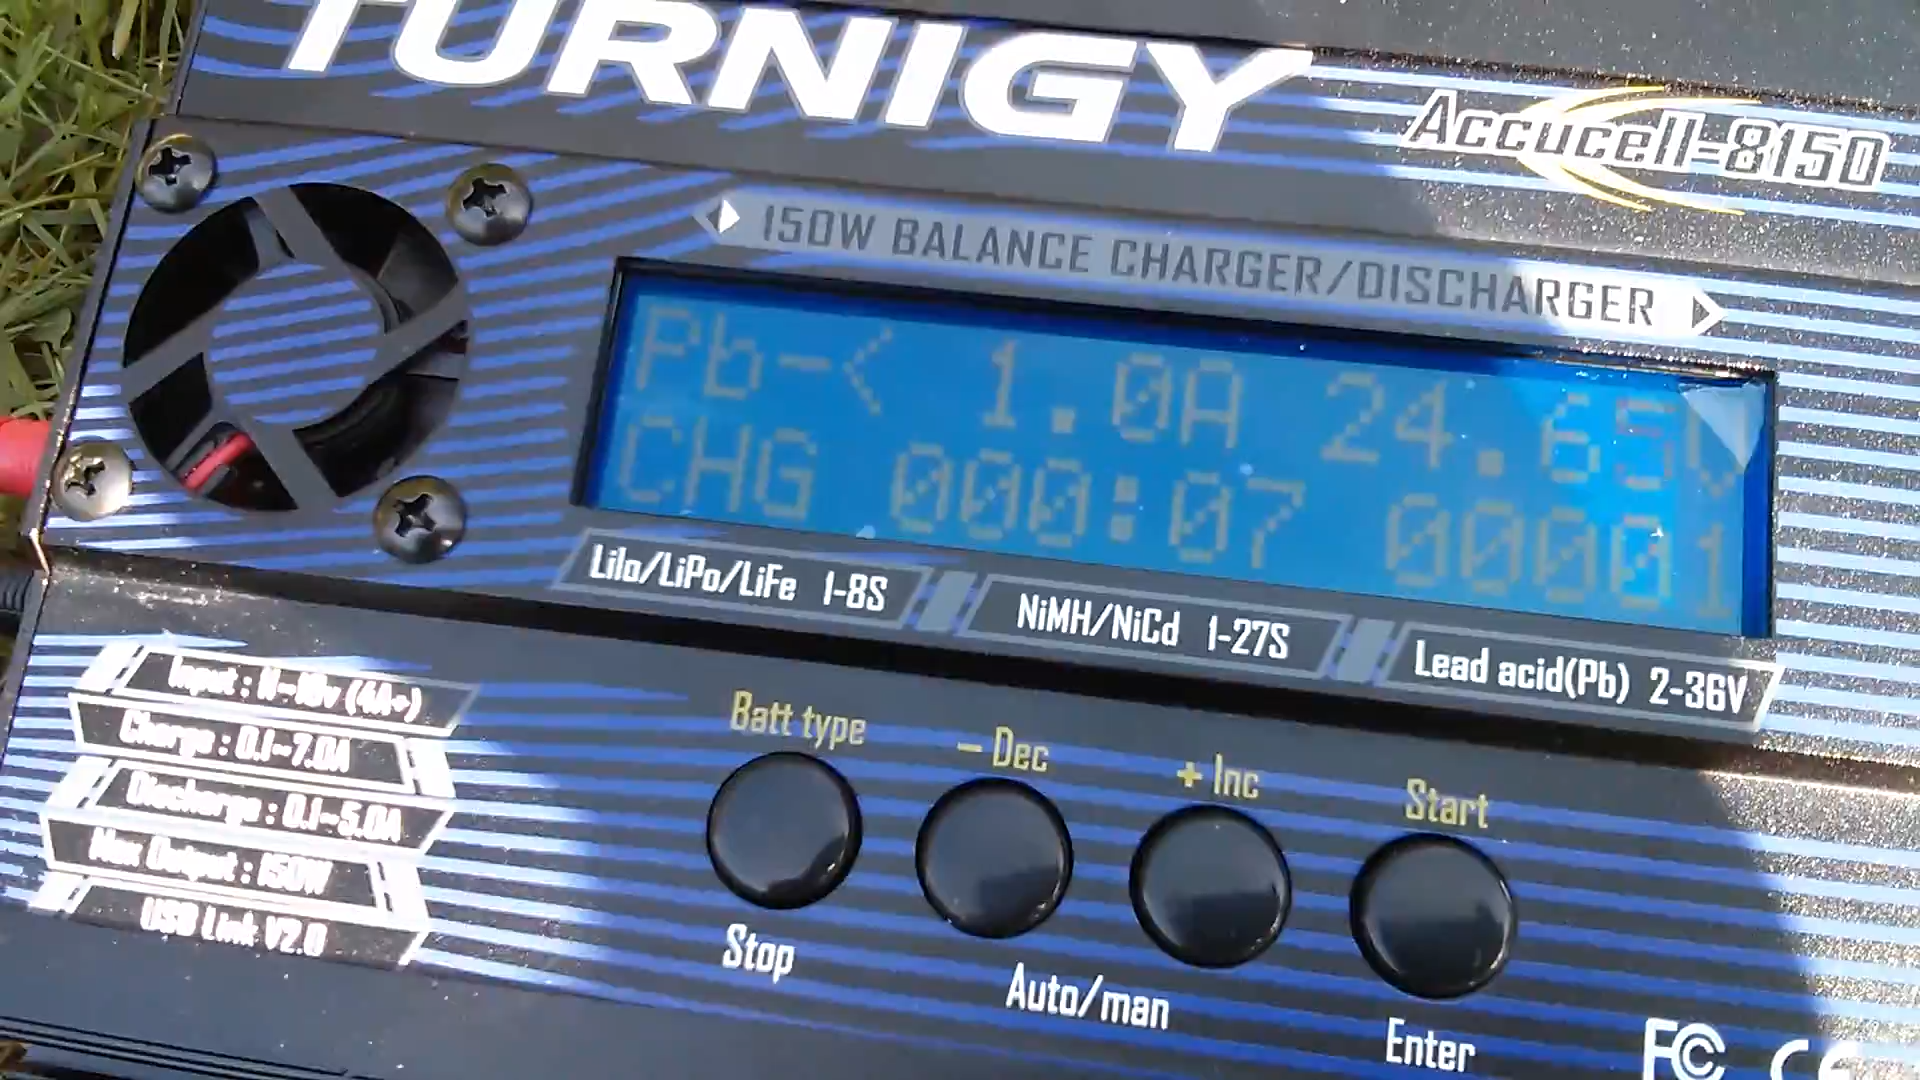 TURNIGY
Accucell-8150
150W BALANCE CHARGER/DISCHARGER
Pb-< 1.0A 24.65V
CHG 000:07 00001
LiIo/LiPo/LiFe 1-8S
NiMH/NiCd 1-27S
Lead acid(Pb) 2-36V
Input : 11~18v (4A+)
Charge : 0.1~7.0A
Discharge : 0.1~5.0A
Max Output : 150W
USB Link V2.0
Batt type
- Dec
+ Inc
Start
Stop
Auto/man
Enter
FC CE